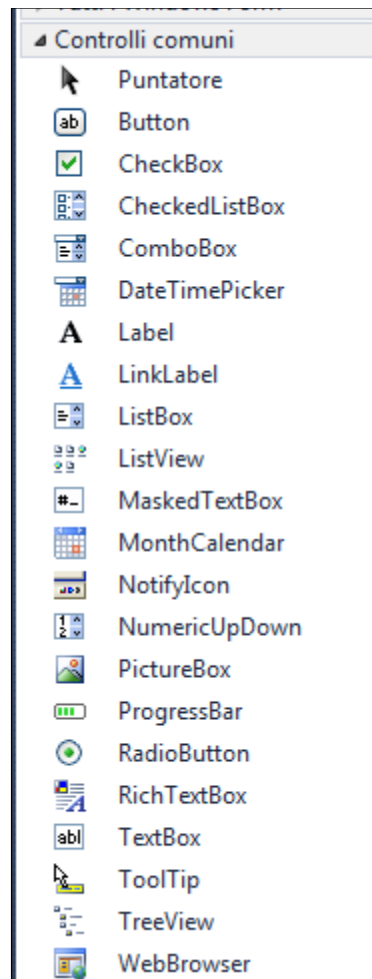 Controlli comuni
Puntatore
Button
CheckBox
CheckedListBox
ComboBox
DateTimePicker
Label
LinkLabel
ListBox
ListView
MaskedTextBox
MonthCalendar
NotifyIcon
NumericUpDown
PictureBox
ProgressBar
RadioButton
RichTextBox
TextBox
ToolTip
TreeView
WebBrowser